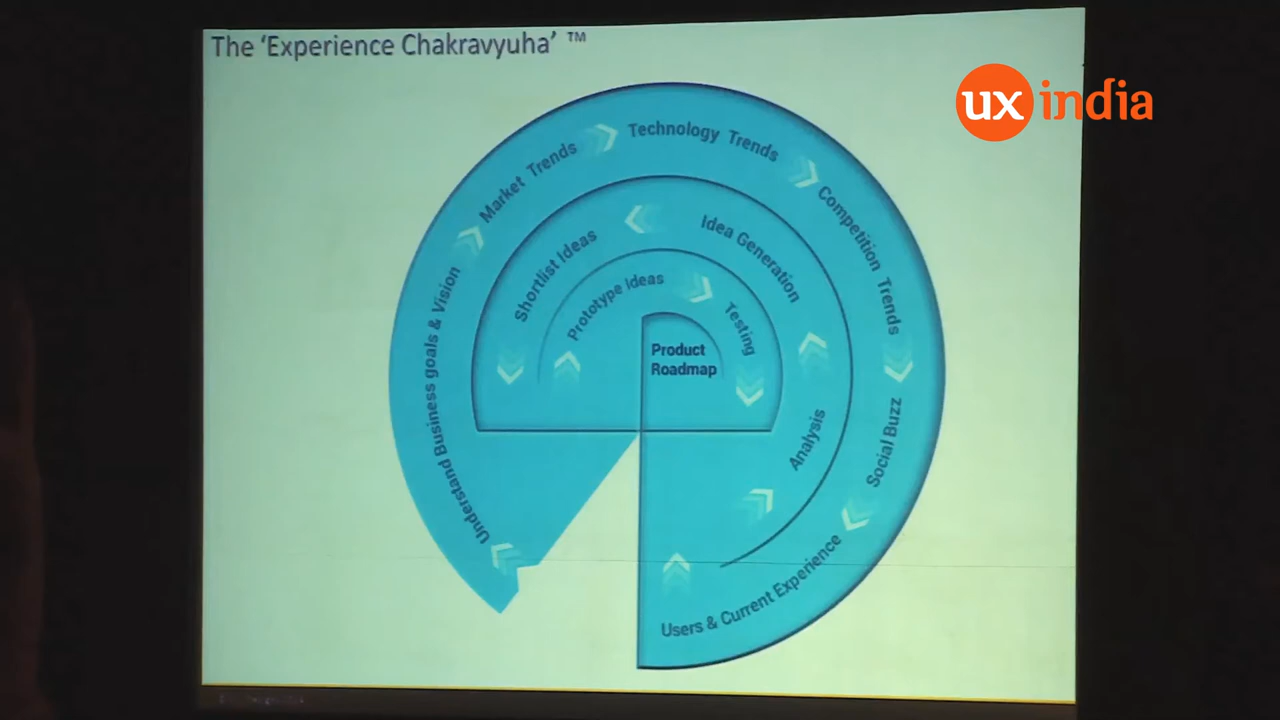 The 'Experience Chakravyuha' ™
ux india
Understand Business goals & Vision
Market Trends
Technology Trends
Competition Trends
Social Buzz
Users & Current Experience
Analysis
Idea Generation
Shortlist Ideas
Prototype Ideas
Testing
Product
Roadmap